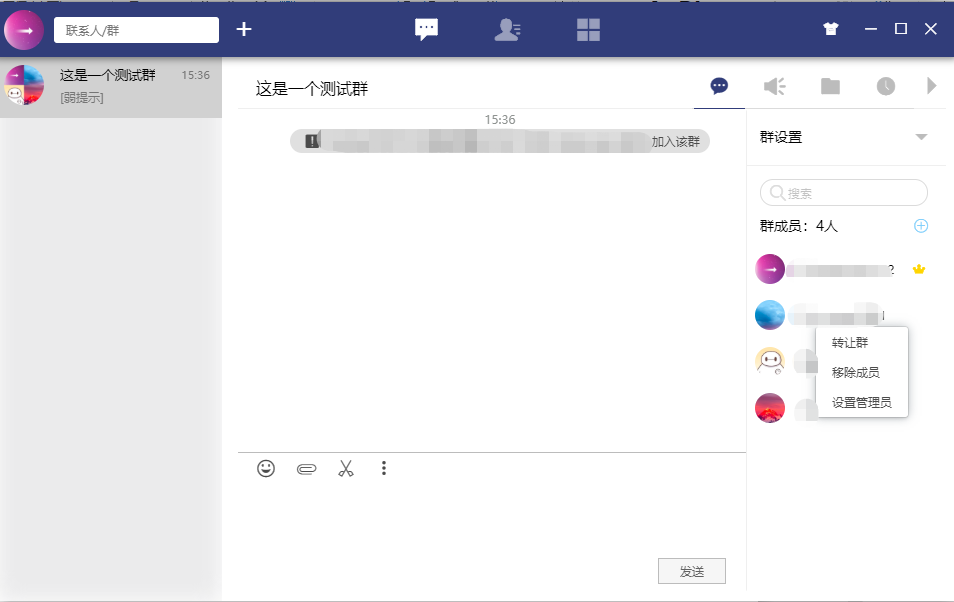 联系人/群
这是一个测试群 15:36
[弱提示]
这是一个测试群
15:36
加入该群
群设置
搜索
群成员：4人
2
转让群
移除成员
设置管理员
发送